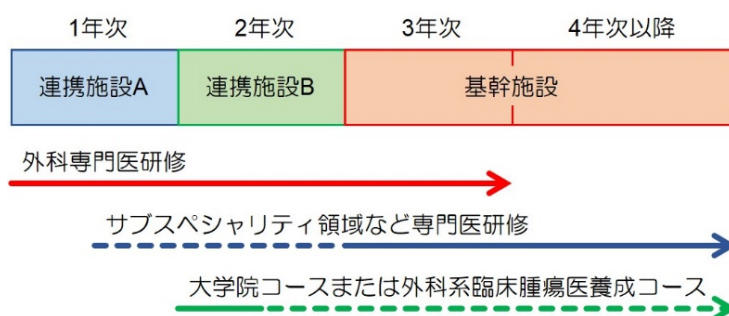 1年次 2年次 3年次 4年次以降
連携施設A 連携施設B 基幹施設
外科専門医研修
サブスペシャリティ領域など専門医研修
大学院コースまたは外科系臨床腫瘍医養成コース